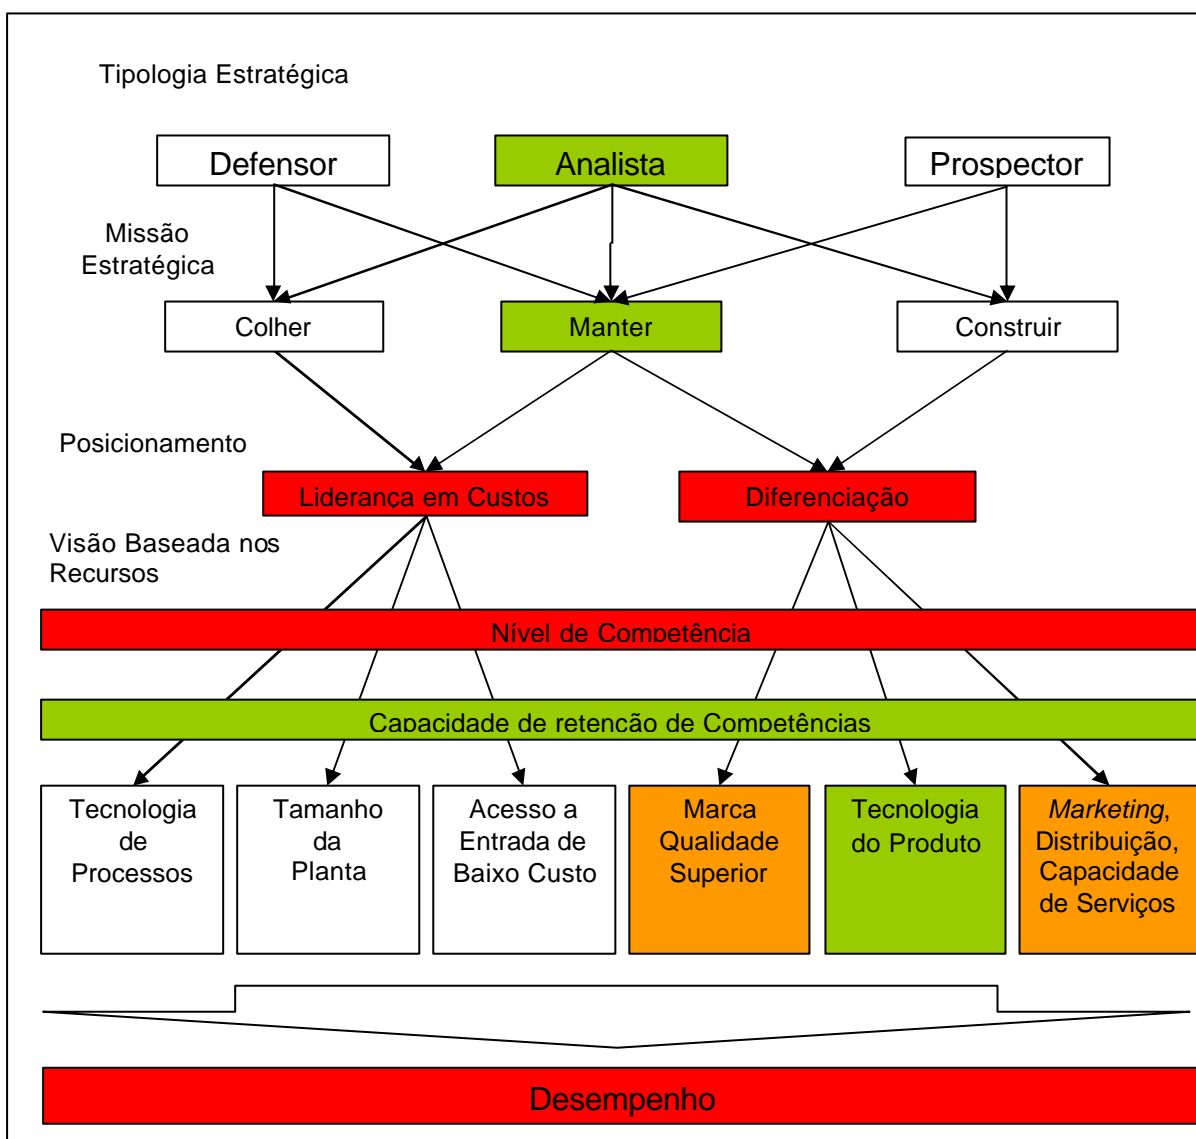 Tipologia Estratégica
Defensor
Analista
Prospector
Missão
Estratégica
Colher
Manter
Construir
Posicionamento
Liderança em Custos
Diferenciação
Visão Baseada nos
Recursos
Nível de Competência
Capacidade de retenção de Competências
Tecnologia
de
Processos
Tamanho
da
Planta
Acesso a
Entrada de
Baixo Custo
Marca
Qualidade
Superior
Tecnologia
do Produto
Marketing,
Distribuição,
Capacidade
de Serviços
Desempenho